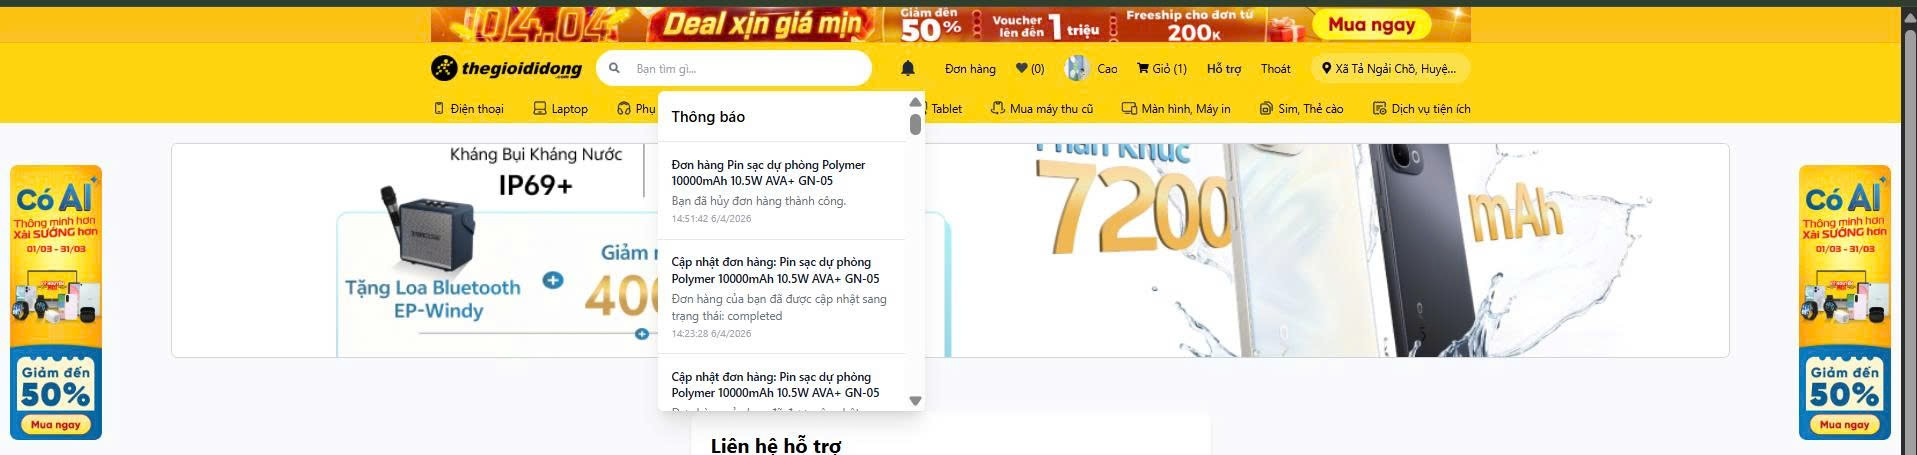 04.04
Deal xịn giá mịn
Giảm đến
50%
Voucher
lên đến 1 triệu
Freeship cho đơn từ
200K
Mua ngay
thegioididong
.com
Bạn tìm gì...
Đơn hàng
(0)
Cao
Giỏ (1)
Hỗ trợ
Thoát
Xã Tả Ngải Chồ, Huyệ...
Điện thoại
Laptop
Phụ
Tablet
Mua máy thu cũ
Màn hình, Máy in
Sim, Thẻ cào
Dịch vụ tiện ích
Thông báo
Đơn hàng Pin sạc dự phòng Polymer
10000mAh 10.5W AVA+ GN-05
Bạn đã hủy đơn hàng thành công.
14:51:42 6/4/2026
Cập nhật đơn hàng: Pin sạc dự phòng
Polymer 10000mAh 10.5W AVA+ GN-05
Đơn hàng của bạn đã được cập nhật sang
trạng thái: completed
14:23:28 6/4/2026
Cập nhật đơn hàng: Pin sạc dự phòng
Polymer 10000mAh 10.5W AVA+ GN-05
Kháng Bụi Kháng Nước
IP69+
Giảm
400
Tặng Loa Bluetooth
EP-Windy
Phân Khúc
7200 mAh
Có AI
Thông minh hơn
Xài SƯỚNG hơn
01/03 - 31/03
Giảm đến
50%
Mua ngay
Có AI
Thông minh hơn
Xài SƯỚNG hơn
01/03 - 31/03
Giảm đến
50%
Mua ngay
Liên hệ hỗ trợ